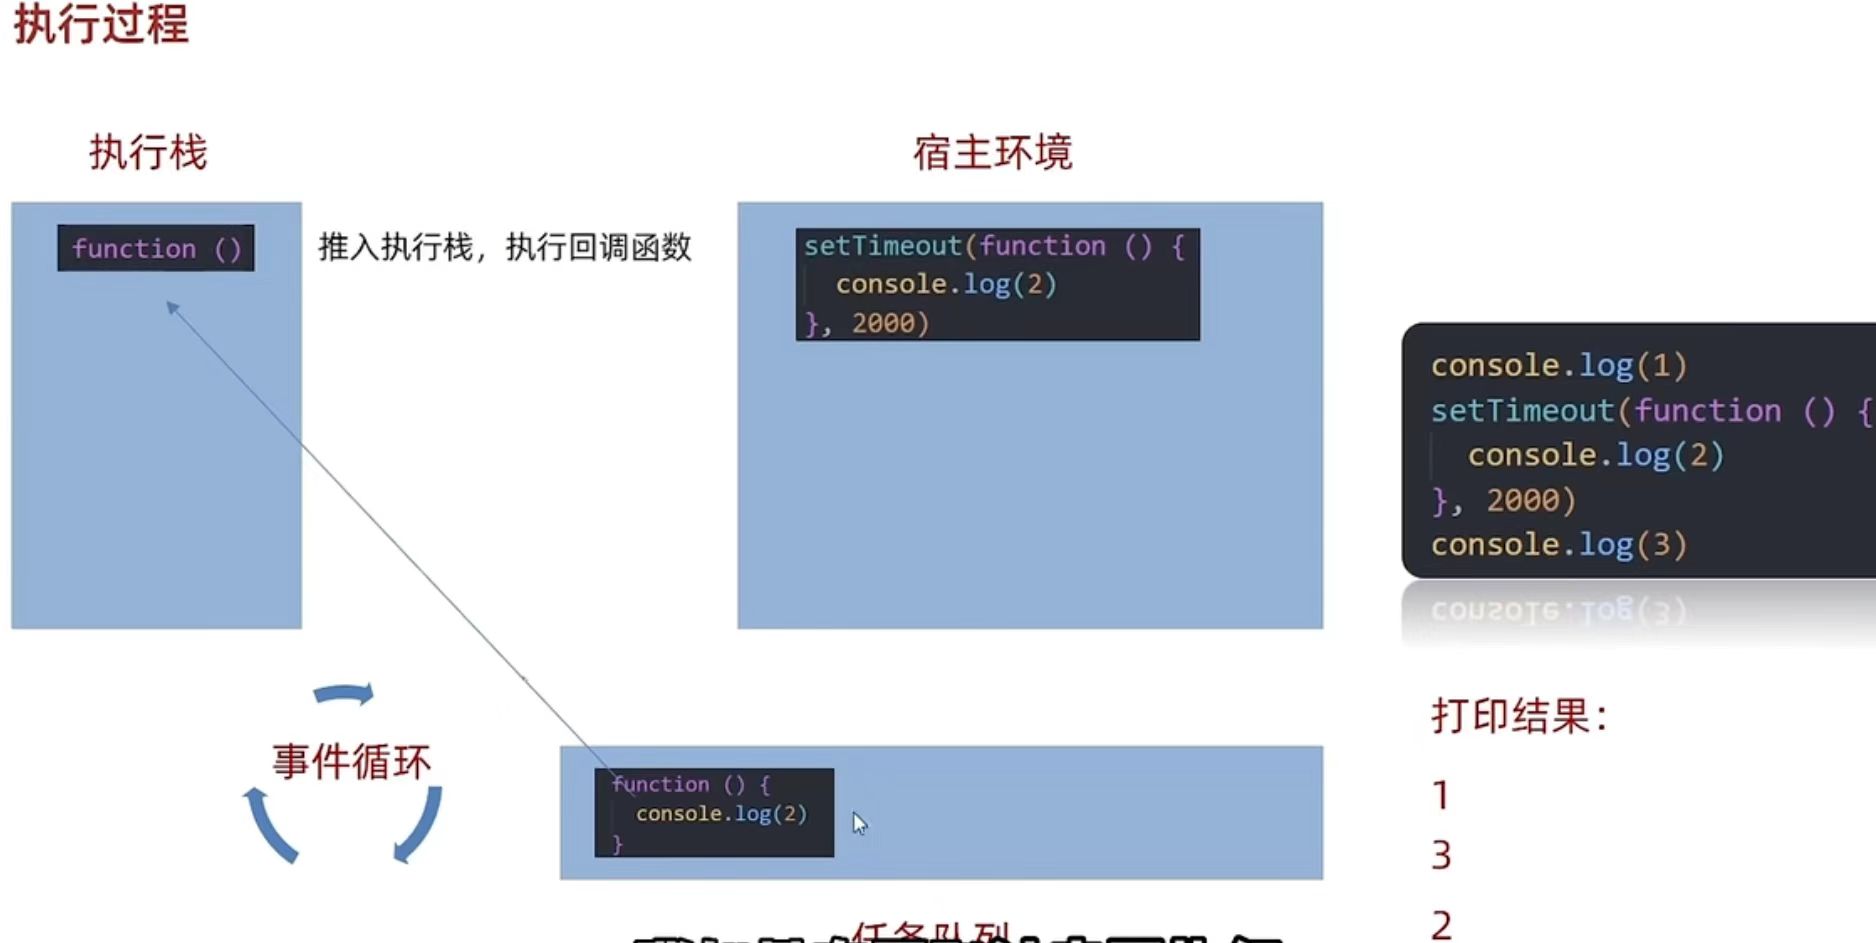 执行过程
执行栈
宿主环境
function ()
推入执行栈，执行回调函数
setTimeout(function () {
console.log(2)
}, 2000)
console.log(1)
setTimeout(function () {
console.log(2)
}, 2000)
console.log(3)
事件循环
function () {
console.log(2)
}
任务队列
打印结果：
1
3
2